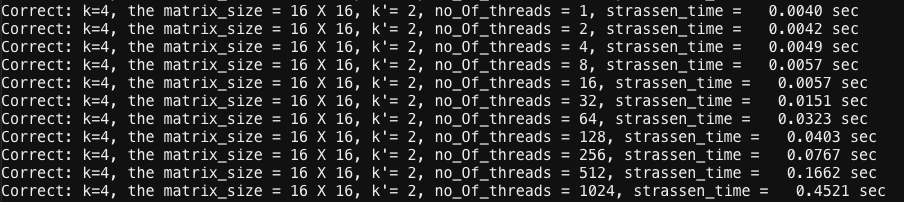 Correct: k=4, the matrix_size = 16 X 16, k'= 2, no_Of_threads = 1, strassen_time =   0.0040 sec
Correct: k=4, the matrix_size = 16 X 16, k'= 2, no_Of_threads = 2, strassen_time =   0.0042 sec
Correct: k=4, the matrix_size = 16 X 16, k'= 2, no_Of_threads = 4, strassen_time =   0.0049 sec
Correct: k=4, the matrix_size = 16 X 16, k'= 2, no_Of_threads = 8, strassen_time =   0.0057 sec
Correct: k=4, the matrix_size = 16 X 16, k'= 2, no_Of_threads = 16, strassen_time =   0.0057 sec
Correct: k=4, the matrix_size = 16 X 16, k'= 2, no_Of_threads = 32, strassen_time =   0.0151 sec
Correct: k=4, the matrix_size = 16 X 16, k'= 2, no_Of_threads = 64, strassen_time =   0.0323 sec
Correct: k=4, the matrix_size = 16 X 16, k'= 2, no_Of_threads = 128, strassen_time =   0.0403 sec
Correct: k=4, the matrix_size = 16 X 16, k'= 2, no_Of_threads = 256, strassen_time =   0.0767 sec
Correct: k=4, the matrix_size = 16 X 16, k'= 2, no_Of_threads = 512, strassen_time =   0.1662 sec
Correct: k=4, the matrix_size = 16 X 16, k'= 2, no_Of_threads = 1024, strassen_time =   0.4521 sec